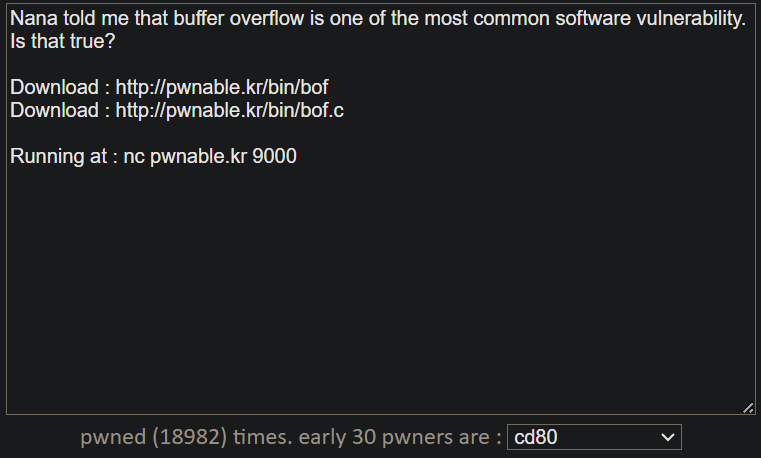 Nana told me that buffer overflow is one of the most common software vulnerability.
Is that true?
Download : http://pwnable.kr/bin/bof
Download : http://pwnable.kr/bin/bof.c
Running at : nc pwnable.kr 9000
pwned (18982) times. early 30 pwners are : cd80